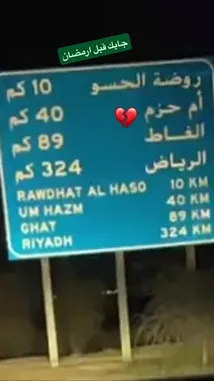 جايك قبل ارمضان
روضة الحسو 10 كم
أم حزم 40 كم
الغاط 89 كم
الرياض 324 كم
RAWDHAT AL HASO 10 KM
UM HAZM 40 KM
GHAT 89 KM
RIYADH 324 KM